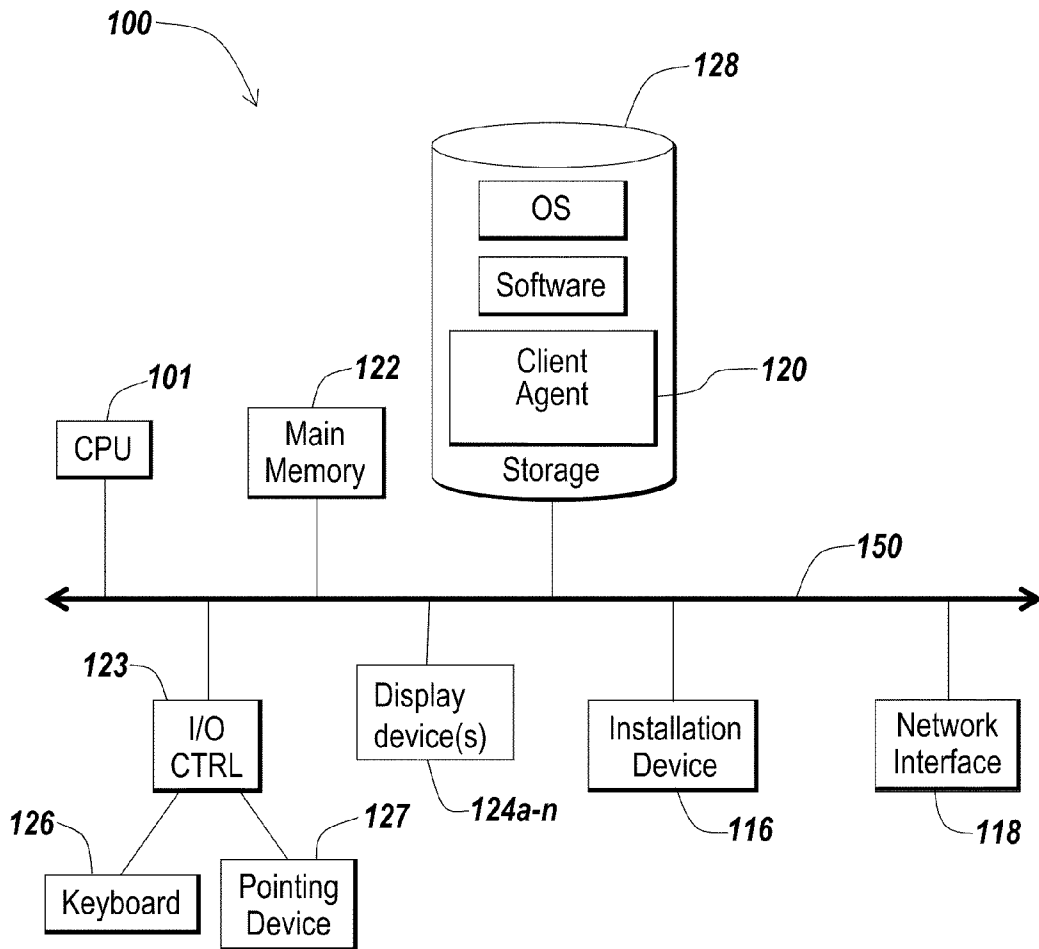 100
128
OS
Software
Client
Agent
120
Storage
101
CPU
122
Main
Memory
150
123
I/O
CTRL
Display
device(s)
124a-n
Installation
Device
116
Network
Interface
118
126
Keyboard
127
Pointing
Device